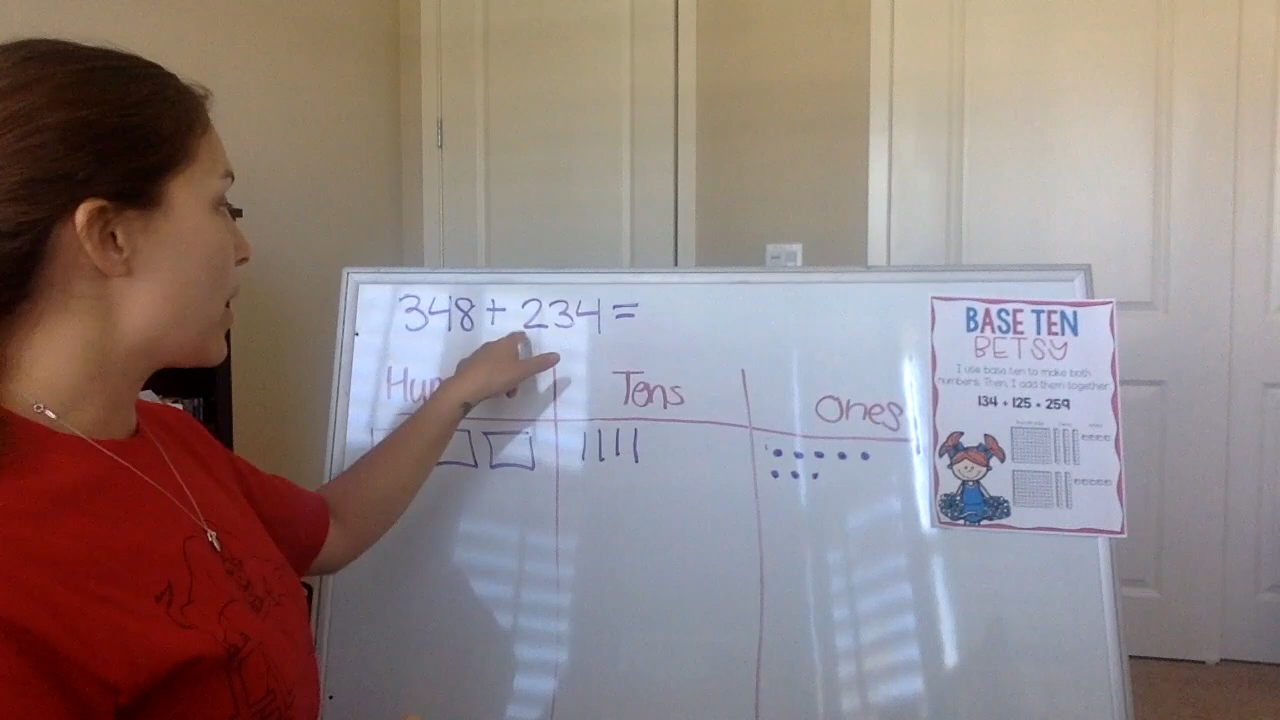 348 + 234 =
Tens
Ones
BASE TEN
BETSY
I use base ten to make both
numbers. Then, I add them together.
134 + 125 = 259